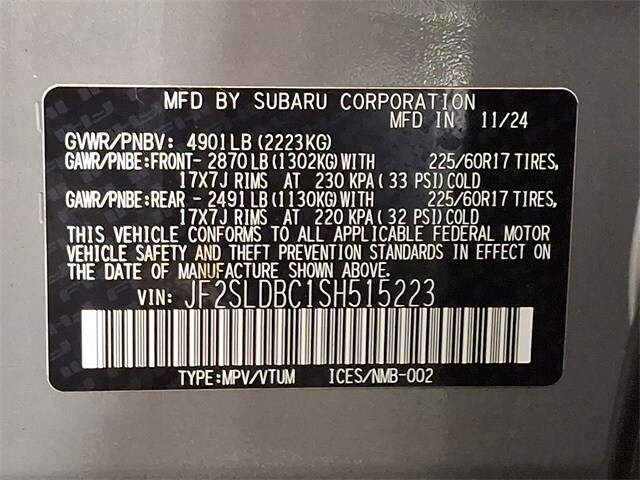 MFD BY SUBARU CORPORATION
MFD IN 11/24
GVWR/PNBV: 4901LB(2223KG)
GAWR/PNBE:FRONT- 2870LB(1302KG)WITH 225/60R17 TIRES,
17X7J RIMS AT 230 KPA( 33 PSI)COLD
GAWR/PNBE:REAR - 2491LB(1130KG)WITH 225/60R17 TIRES,
17X7J RIMS AT 220 KPA( 32 PSI)COLD
THIS VEHICLE CONFORMS TO ALL APPLICABLE FEDERAL MOTOR
VEHICLE SAFETY AND THEFT PREVENTION STANDARDS IN EFFECT ON
THE DATE OF MANUFACTURE SHOWN ABOVE.
VIN: JF2SLDBC1SH515223
TYPE:MPV/VTUM ICES/NMB-002